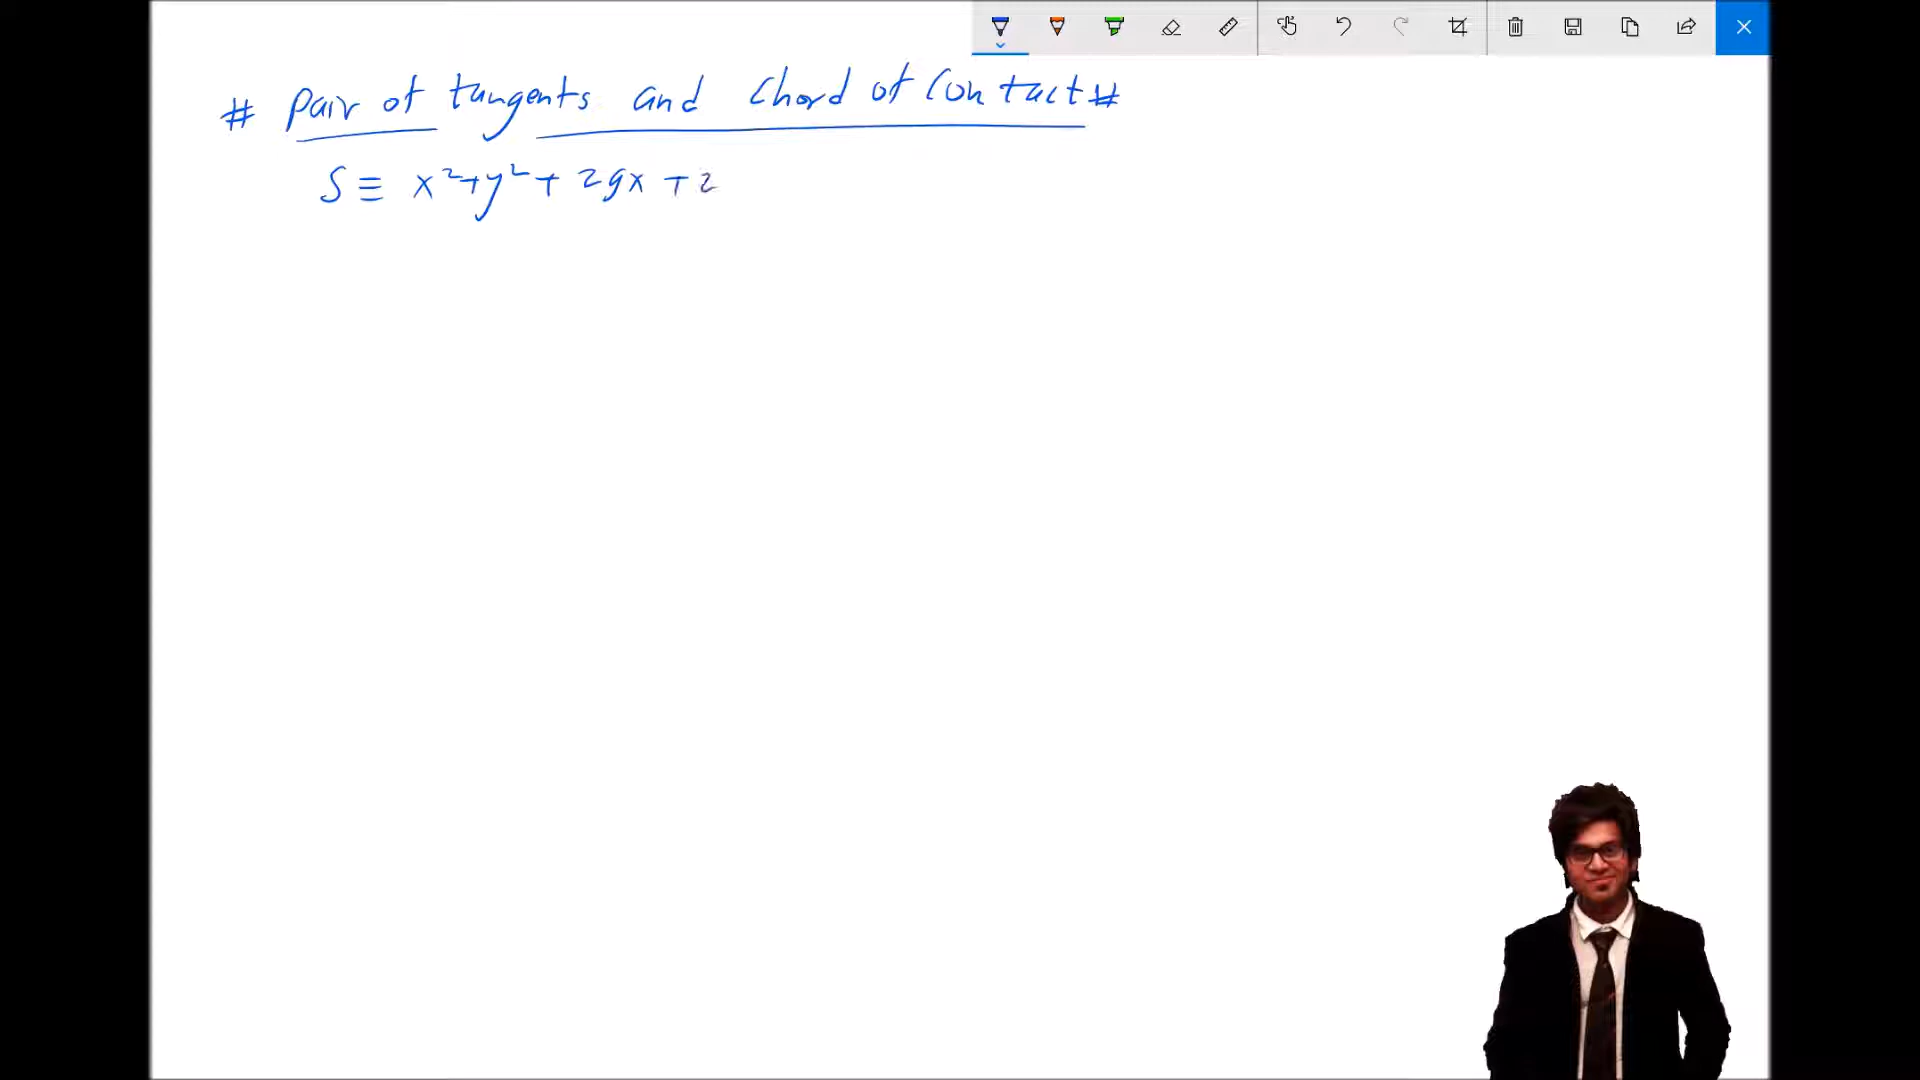 # Pair of tangents and Chord of Contact #
S ≡ x²+y²+ 2gx + 2